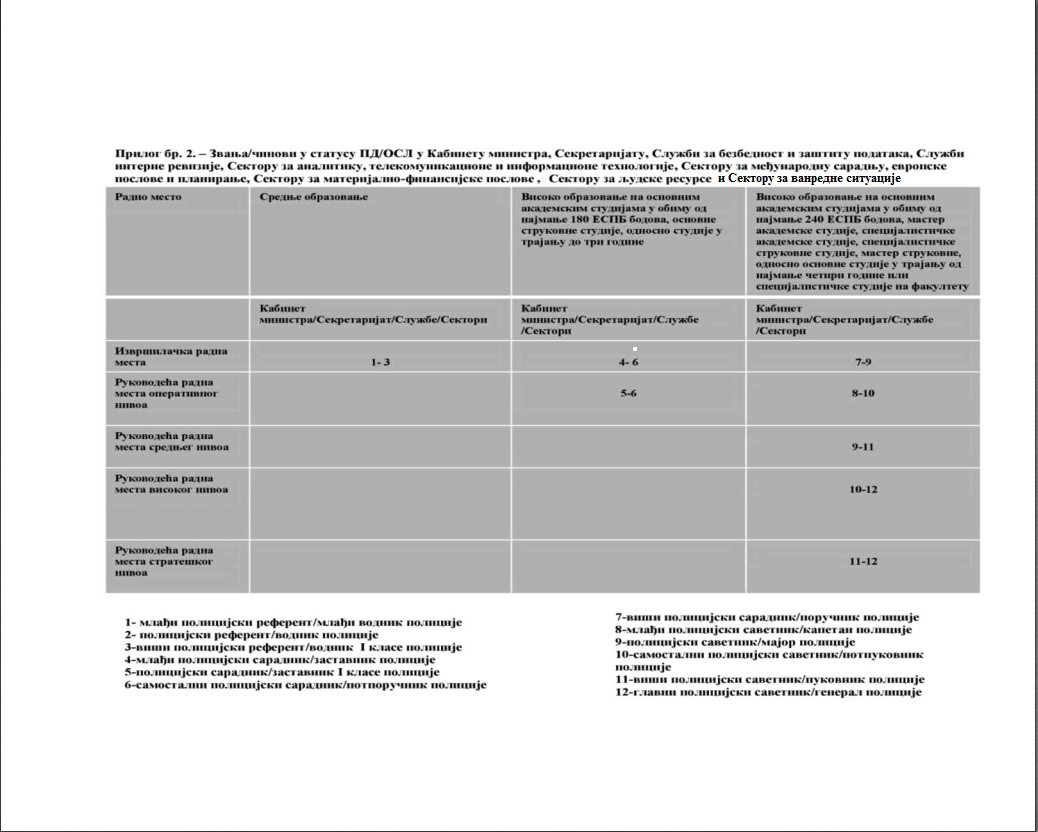 Прилог бр. 2. – Звања/чинови у статусу ПД/ОСЛ у Кабинету министра, Секретаријату, Служби за безбедност и заштиту података, Служби
интерне ревизије, Сектору за аналитику, телекомуникационе и информационе технологије, Сектору за међународну сарадњу, европске
послове и планирање, Сектору за материјално-финансијске послове , Сектору за људске ресурсе и Сектору за ванредне ситуације
Радно место
Средње образовање
Високо образовање на основним
академским студијама у обиму од
најмање 180 ЕСПБ бодова, основне
струковне студије, односно студије у
трајању до три године
Високо образовање на основним
академским студијама у обиму од
најмање 240 ЕСПБ бодова, мастер
академске студије, специјалистичке
академске студије, специјалистичке
струковне студије, мастер струковне,
односно основне студије у трајању од
најмање четири године или
специјалистичке студије на факултету
Кабинет
министра/Секретаријат/Службе/Сектори
Кабинет
министра/Секретаријат/Службе
/Сектори
Кабинет
министра/Секретаријат/Службе
/Сектори
Извршилачка радна
места
1- 3
4- 6
7-9
Руководећа радна
места оперативног
нивоа
5-6
8-10
Руководећа радна
места средњег нивоа
9-11
Руководећа радна
места високог нивоа
10-12
Руководећа радна
места стратешког
нивоа
11-12
1- млађи полицијски референт/млађи водник полиције
2- полицијски референт/водник полиције
3-виши полицијски референт/водник I класе полиције
4-млађи полицијски сарадник/заставник полиције
5-полицијски сарадник/заставник I класе полиције
6-самостални полицијски сарадник/потпоручник полиције
7-виши полицијски сарадник/поручник полиције
8-млађи полицијски саветник/капетан полиције
9-полицијски саветник/мајор полиције
10-самостални полицијски саветник/потпуковник
полиције
11-виши полицијски саветник/пуковник полиције
12-главни полицијски саветник/генерал полиције